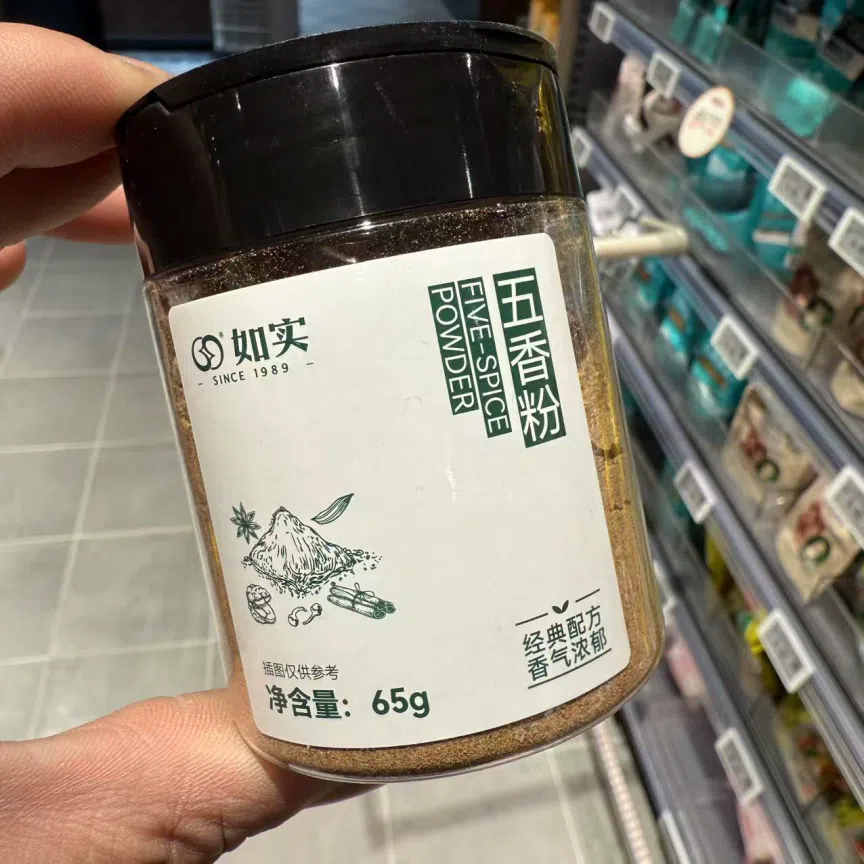 如实
SINCE 1989
五香粉
FIVE-SPICE
POWDER
经典配方
香气浓郁
插图仅供参考
净含量：65g